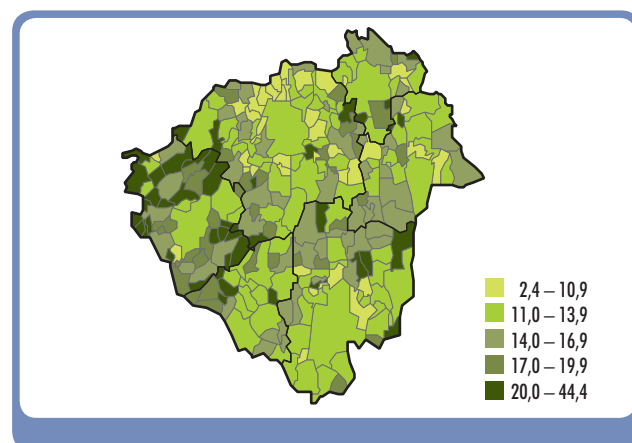 2,4 – 10,9
11,0 – 13,9
14,0 – 16,9
17,0 – 19,9
20,0 – 44,4